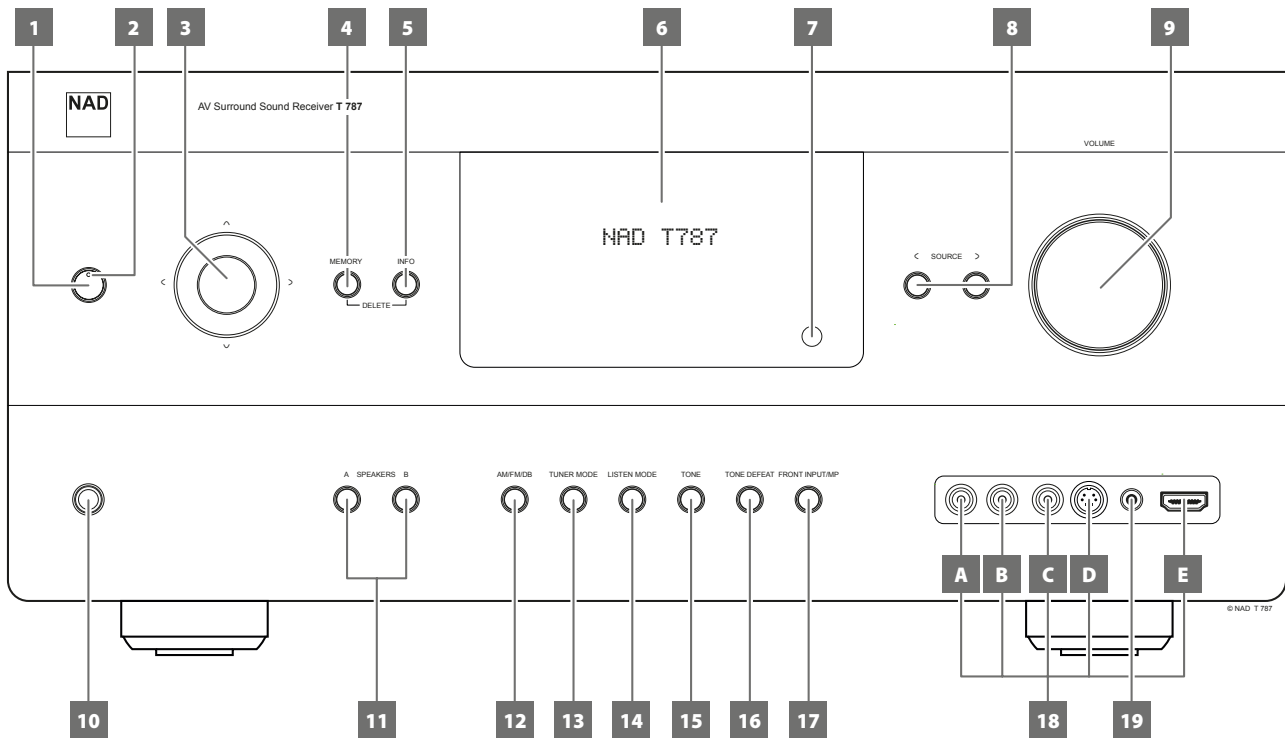 1 2 3 4 5 6 7 8 9
NAD
AV Surround Sound Receiver T 787
VOLUME
NAD T787
MEMORY INFO
DELETE
< SOURCE >
A SPEAKERS B
AM/FM/DB TUNER MODE LISTEN MODE TONE TONE DEFEAT FRONT INPUT/MP
A B C D E
© NAD T 787
10 11 12 13 14 15 16 17 18 19